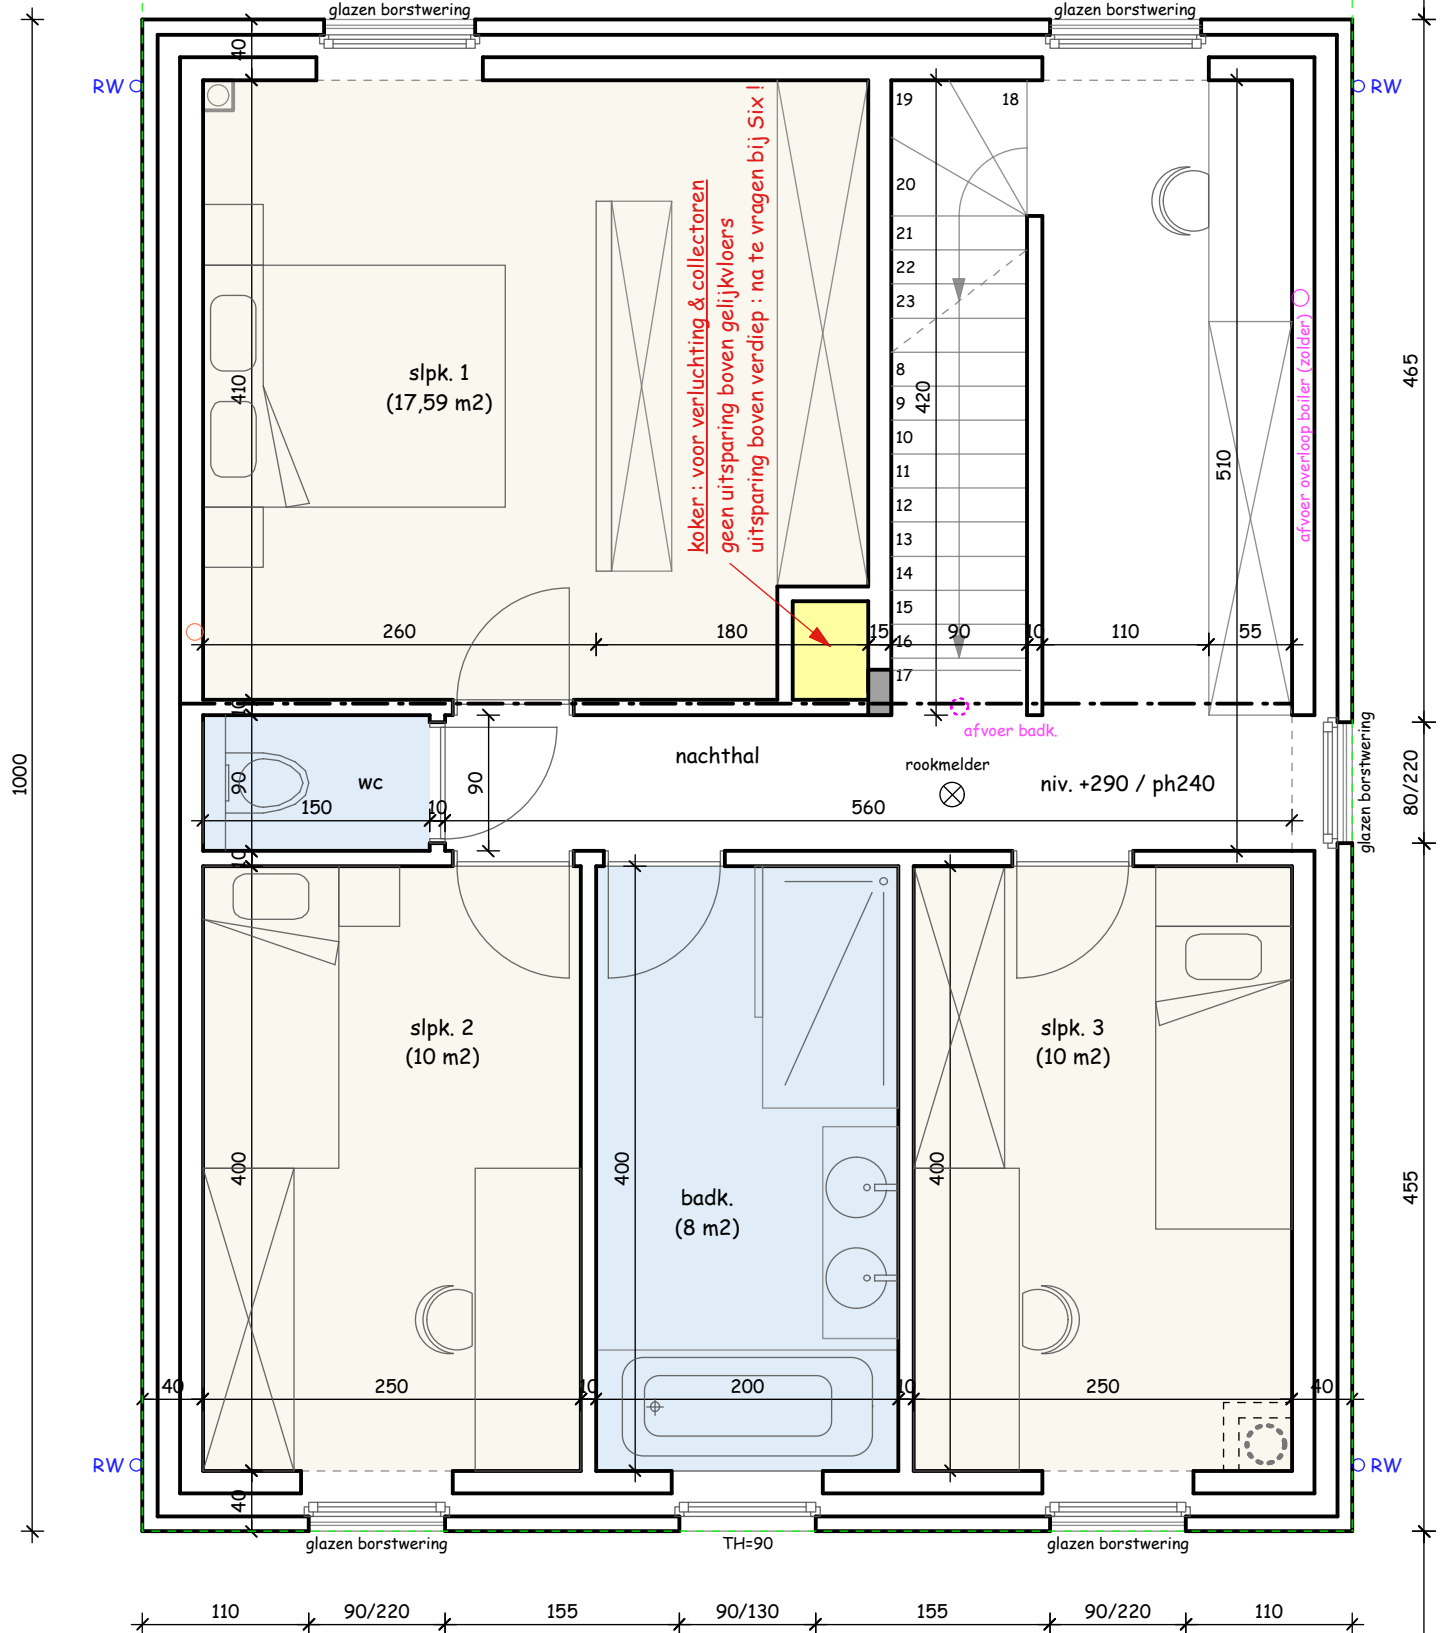 glazen borstwering
glazen borstwering
40
RW
RW
19
18
20
21
22
23
8
9
10
11
12
13
14
15
16
17
slpk. 1
(17,59 m2)
410
koker : voor verluchting & collectoren
geen uitsparing boven gelijkvloers
uitsparing boven verdiep : na te vragen bij Six !
420
510
afvoer overloop boiler (zolder)
465
260
180
15
90
10
110
55
10
afvoer badk.
nachthal
rookmelder
niv. +290 / ph240
wc
90
90
150
10
560
10
1000
glazen borstwering
80/220
slpk. 2
(10 m2)
slpk. 3
(10 m2)
badk.
(8 m2)
400
400
400
455
40
250
10
200
10
250
40
RW
RW
40
glazen borstwering
TH=90
glazen borstwering
110
90/220
155
90/130
155
90/220
110